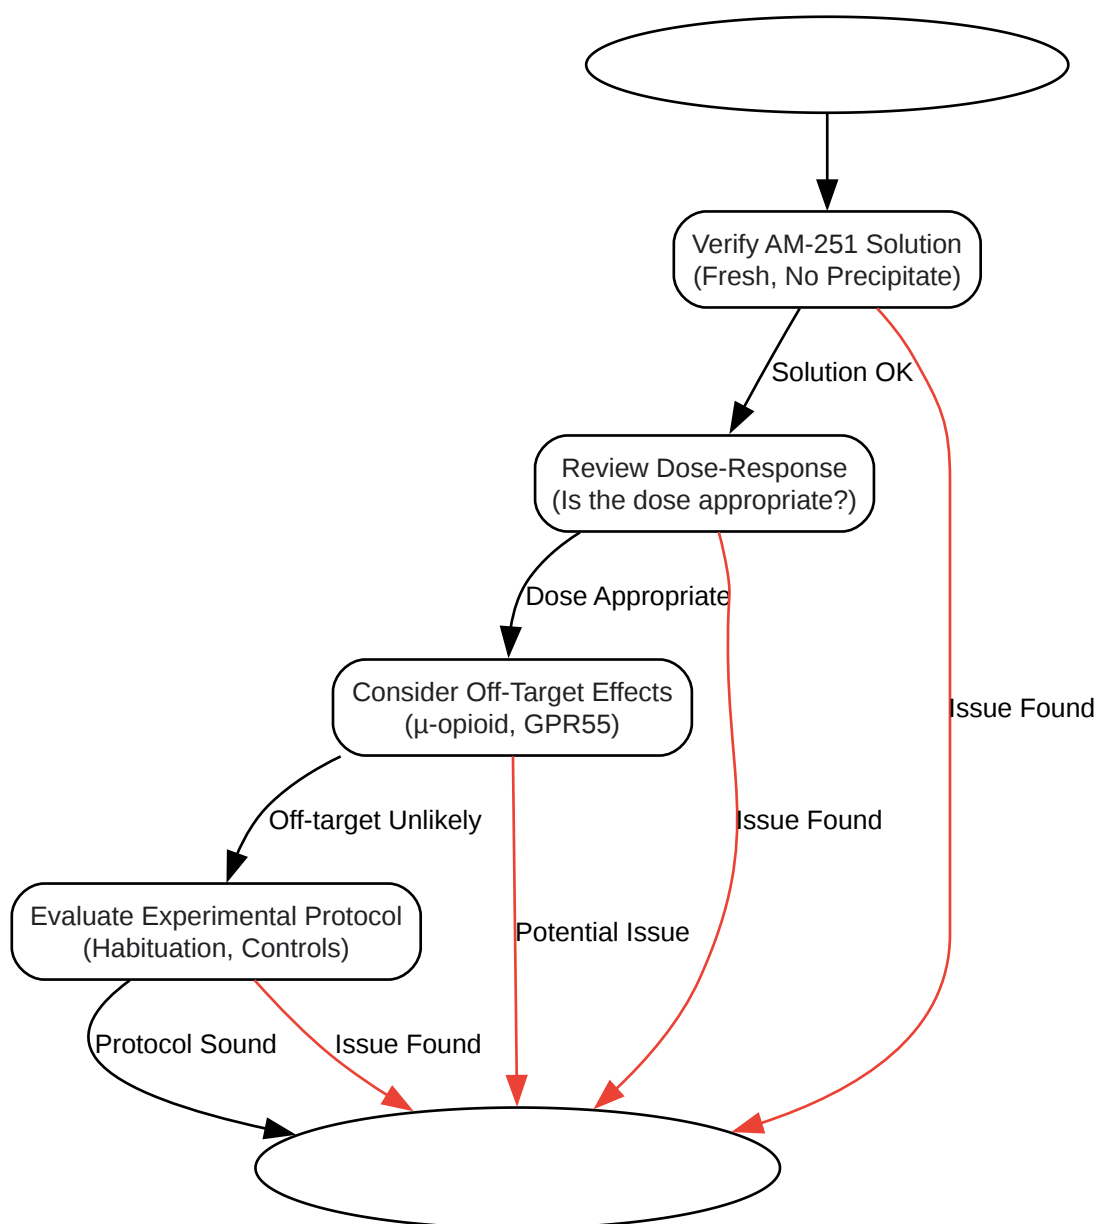 Verify AM-251 Solution
(Fresh, No Precipitate)
Solution OK
Review Dose-Response
(Is the dose appropriate?)
Dose Appropriate
Consider Off-Target Effects
(µ-opioid, GPR55)
Issue Found
Off-target Unlikely
Issue Found
Evaluate Experimental Protocol
(Habituation, Controls)
Potential Issue
Protocol Sound
Issue Found